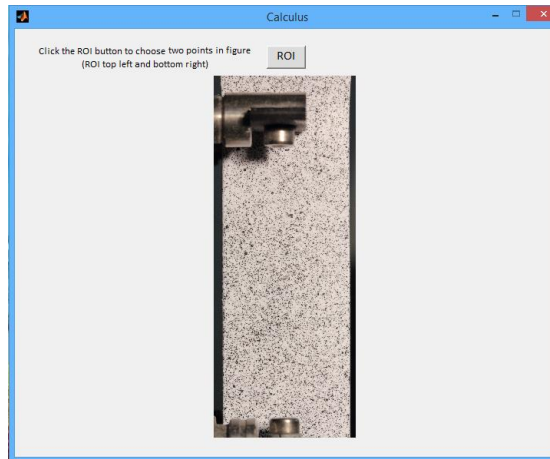 Calculus
Click the ROI button to choose two points in figure
(ROI top left and bottom right)
ROI